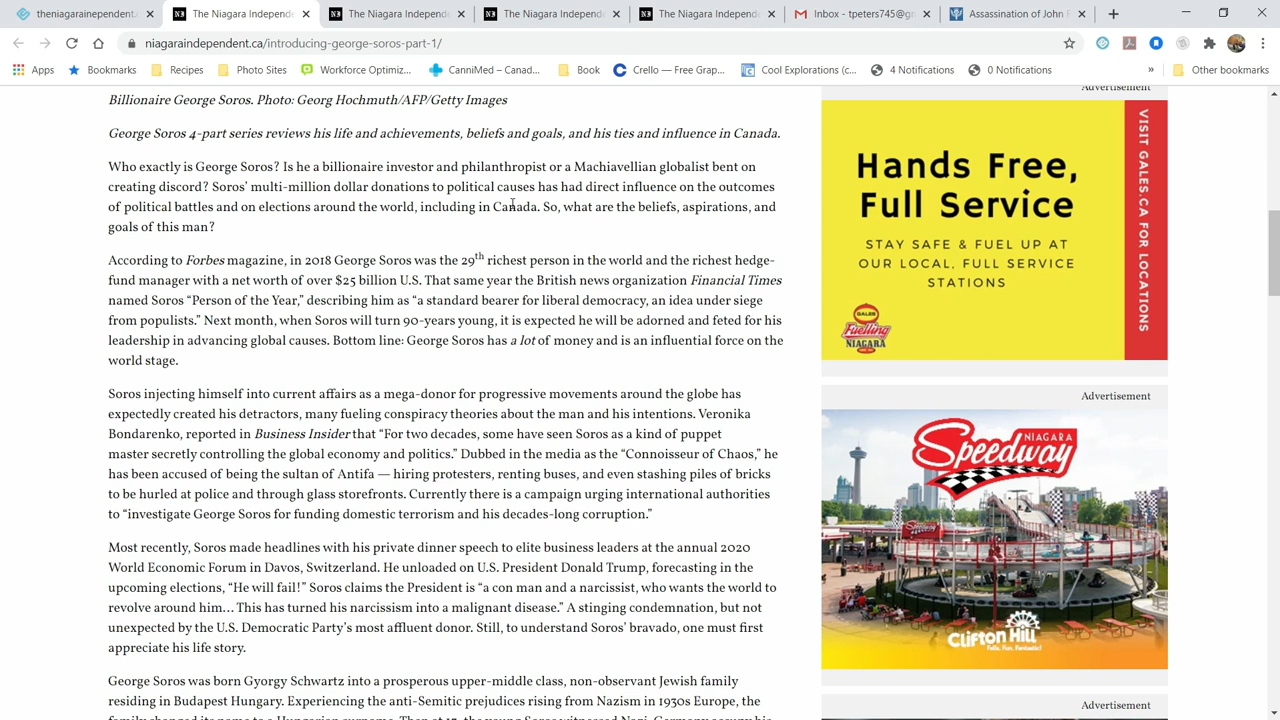 theniagaraindependent.
The Niagara Independent
The Niagara Independe
The Niagara Independe
The Niagara Independe
Inbox - tpeters745@g
Assassination of John F
niagaraindependent.ca/introducing-george-soros-part-1/
Apps
Bookmarks
Recipes
Photo Sites
Workforce Optimiz...
CanniMed – Canad...
Book
Crello — Free Grap...
Cool Explorations (c...
4 Notifications
0 Notifications
»
Other bookmarks
Billionaire George Soros. Photo: Georg Hochmuth/AFP/Getty Images
George Soros 4-part series reviews his life and achievements, beliefs and goals, and his ties and influence in Canada.
Who exactly is George Soros? Is he a billionaire investor and philanthropist or a Machiavellian globalist bent on
creating discord? Soros’ multi-million dollar donations to political causes has had direct influence on the outcomes
of political battles and on elections around the world, including in Canada. So, what are the beliefs, aspirations, and
goals of this man?
According to Forbes magazine, in 2018 George Soros was the 29th richest person in the world and the richest hedge-
fund manager with a net worth of over $25 billion U.S. That same year the British news organization Financial Times
named Soros “Person of the Year,” describing him as “a standard bearer for liberal democracy, an idea under siege
from populists.” Next month, when Soros will turn 90-years young, it is expected he will be adorned and feted for his
leadership in advancing global causes. Bottom line: George Soros has a lot of money and is an influential force on the
world stage.
Soros injecting himself into current affairs as a mega-donor for progressive movements around the globe has
expectedly created his detractors, many fueling conspiracy theories about the man and his intentions. Veronika
Bondarenko, reported in Business Insider that “For two decades, some have seen Soros as a kind of puppet
master secretly controlling the global economy and politics.” Dubbed in the media as the “Connoisseur of Chaos,” he
has been accused of being the sultan of Antifa — hiring protesters, renting buses, and even stashing piles of bricks
to be hurled at police and through glass storefronts. Currently there is a campaign urging international authorities
to “investigate George Soros for funding domestic terrorism and his decades-long corruption.”
Most recently, Soros made headlines with his private dinner speech to elite business leaders at the annual 2020
World Economic Forum in Davos, Switzerland. He unloaded on U.S. President Donald Trump, forecasting in the
upcoming elections, “He will fail!” Soros claims the President is “a con man and a narcissist, who wants the world to
revolve around him… This has turned his narcissism into a malignant disease.” A stinging condemnation, but not
unexpected by the U.S. Democratic Party’s most affluent donor. Still, to understand Soros’ bravado, one must first
appreciate his life story.
George Soros was born Gyorgy Schwartz into a prosperous upper-middle class, non-observant Jewish family
residing in Budapest Hungary. Experiencing the anti-Semitic prejudices rising from Nazism in 1930s Europe, the
Advertisement
Hands Free,
Full Service
STAY SAFE & FUEL UP AT
OUR LOCAL, FULL SERVICE
STATIONS
GALES
Fuelling
NIAGARA
VISIT GALES.CA FOR LOCATIONS
Advertisement
NIAGARA
Speedway
Speedway
CLIFTON HILL
Falls. Fun. Fantastic!
Advertisement